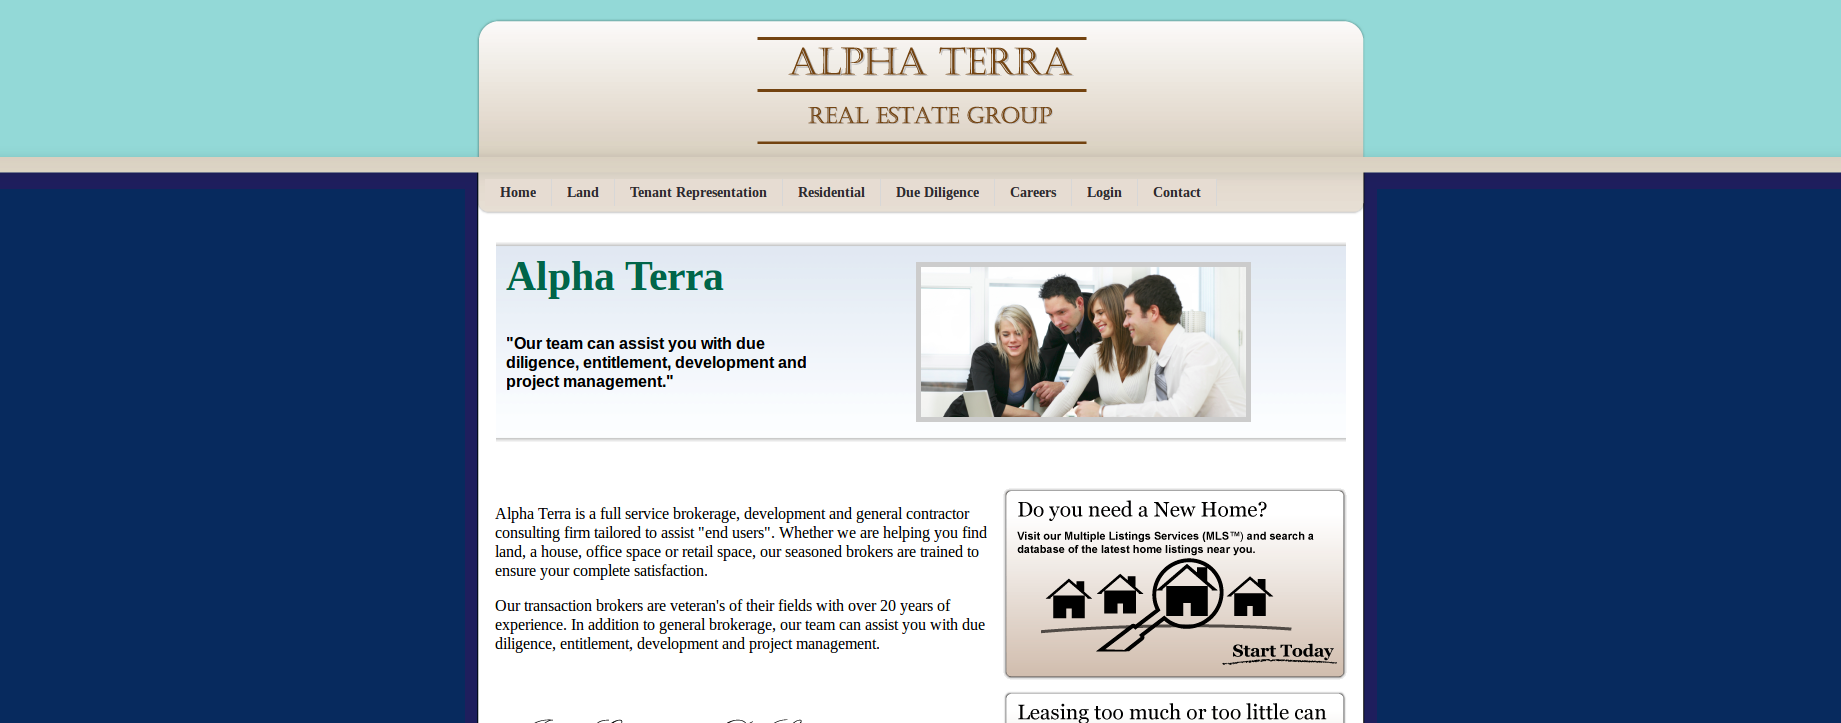 ALPHA TERRA
REAL ESTATE GROUP
Home Land Tenant Representation Residential Due Diligence Careers Login Contact
Alpha Terra
"Our team can assist you with due
diligence, entitlement, development and
project management."
Alpha Terra is a full service brokerage, development and general contractor
consulting firm tailored to assist "end users". Whether we are helping you find
land, a house, office space or retail space, our seasoned brokers are trained to
ensure your complete satisfaction.
Our transaction brokers are veteran's of their fields with over 20 years of
experience. In addition to general brokerage, our team can assist you with due
diligence, entitlement, development and project management.
Do you need a New Home?
Visit our Multiple Listings Services (MLS™) and search a
database of the latest home listings near you.
Start Today
Leasing too much or too little can